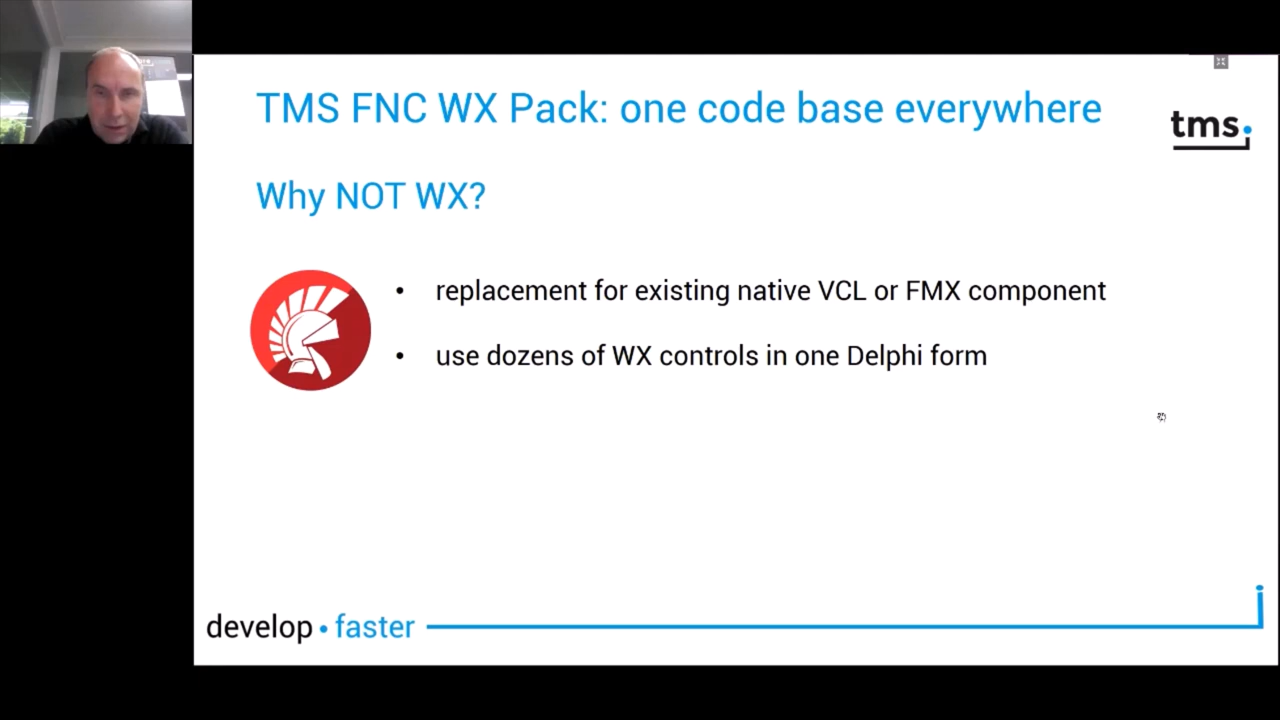 TMS FNC WX Pack: one code base everywhere
tms.
Why NOT WX?
• replacement for existing native VCL or FMX component
• use dozens of WX controls in one Delphi form
develop • faster